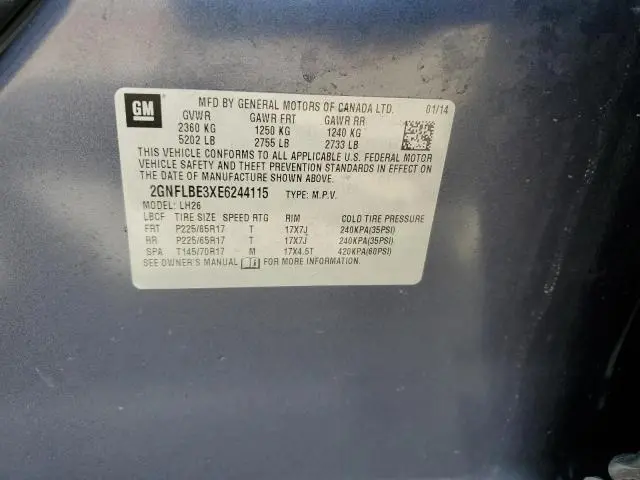 GM
MFD BY GENERAL MOTORS OF CANADA LTD. 01/14
GVWR GAWR FRT GAWR RR
2360 KG 1250 KG 1240 KG
5202 LB 2755 LB 2733 LB
THIS VEHICLE CONFORMS TO ALL APPLICABLE U.S. FEDERAL MOTOR
VEHICLE SAFETY AND THEFT PREVENTION STANDARDS IN EFFECT ON
THE DATE OF MANUFACTURE SHOWN ABOVE.
2GNFLBE3XE6244115 TYPE: M.P.V.
MODEL: LH26
LBCF TIRE SIZE SPEED RTG RIM COLD TIRE PRESSURE
FRT P225/65R17 T 17X7J 240KPA(35PSI)
RR P225/65R17 T 17X7J 240KPA(35PSI)
SPA T145/70R17 M 17X4.5T 420KPA(60PSI)
SEE OWNER'S MANUAL FOR MORE INFORMATION